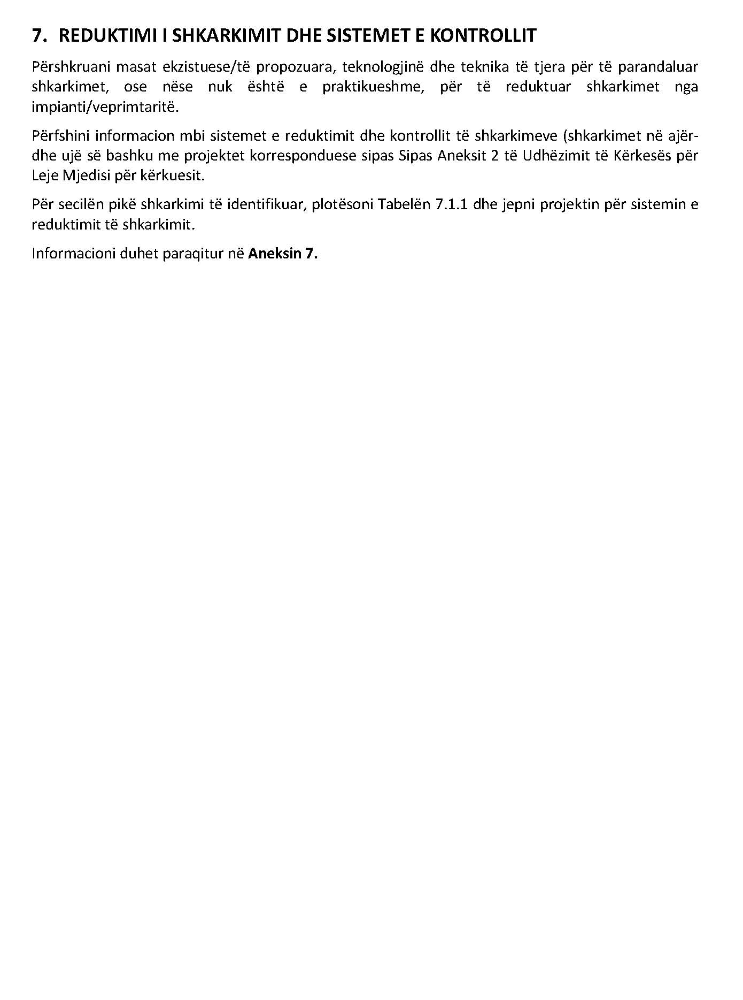 7. REDUKTIMI I SHKARKIMIT DHE SISTEMET E KONTROLLIT
Përshkruani masat ekzistuese/të propozuara, teknologjinë dhe teknika të tjera për të parandaluar
shkarkimet, ose nëse nuk është e praktikueshme, për të reduktuar shkarkimet nga
impianti/veprimtaritë.
Përfshini informacion mbi sistemet e reduktimit dhe kontrollit të shkarkimeve (shkarkimet në ajër-
dhe ujë së bashku me projektet korresponduese sipas Sipas Aneksit 2 të Udhëzimit të Kërkesës për
Leje Mjedisi për kërkuesit.
Për secilën pikë shkarkimi të identifikuar, plotësoni Tabelën 7.1.1 dhe jepni projektin për sistemin e
reduktimit të shkarkimit.
Informacioni duhet paraqitur në Aneksin 7.